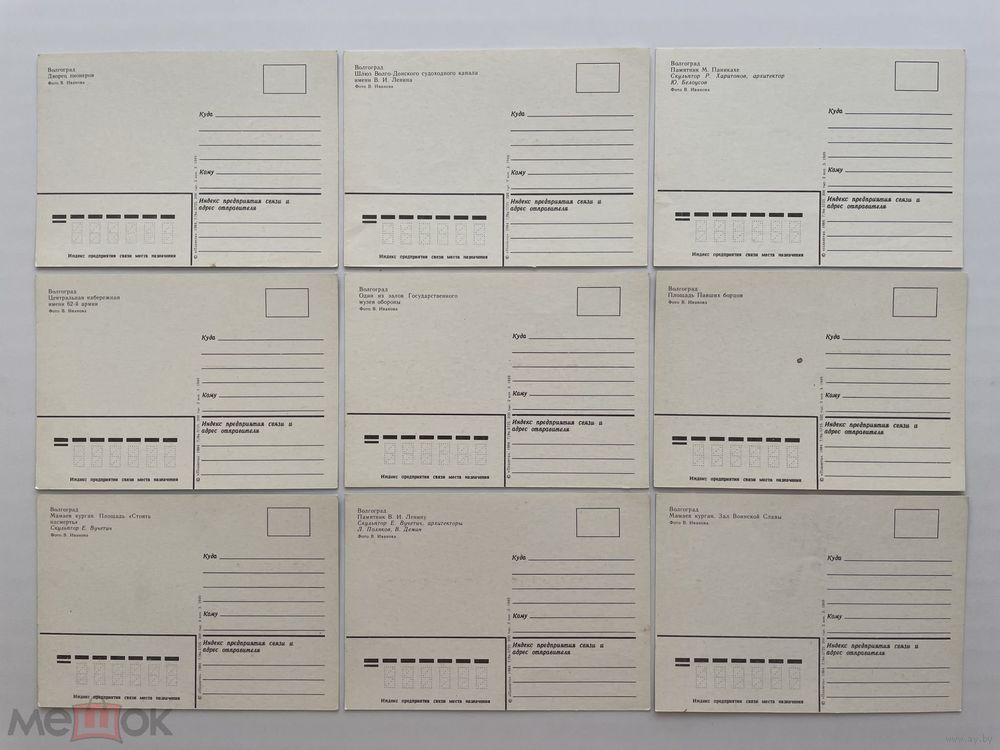 Волгоград
Дворец пионеров
Фото В. Иванова
Куда
Кому
Индекс предприятия связи и
адрес отправителя
Индекс предприятия связи места назначения
Волгоград
Шлюз Волго-Донского судоходного канала
имени В. И. Ленина
Фото В. Иванова
Куда
Кому
Индекс предприятия связи и
адрес отправителя
Индекс предприятия связи места назначения
Волгоград
Памятник М. Паникахе
Скульптор Р. Харитонов, архитектор
Ю. Белоусов
Фото В. Иванова
Куда
Кому
Индекс предприятия связи и
адрес отправителя
Индекс предприятия связи места назначения
Волгоград
Центральная набережная
имени 62-й армии
Фото В. Иванова
Куда
Кому
Индекс предприятия связи и
адрес отправителя
Индекс предприятия связи места назначения
Волгоград
Один из залов Государственного
музея обороны
Фото В. Иванова
Куда
Кому
Индекс предприятия связи и
адрес отправителя
Индекс предприятия связи места назначения
Волгоград
Площадь Павших борцов
Фото В. Иванова
Куда
Кому
Индекс предприятия связи и
адрес отправителя
Индекс предприятия связи места назначения
Волгоград
Мамаев курган. Площадь «Стоять
насмерть»
Скульптор Е. Вучетич
Фото В. Иванова
Куда
Кому
Индекс предприятия связи и
адрес отправителя
Индекс предприятия связи места назначения
Волгоград
Памятник В. И. Ленину
Скульптор Е. Вучетич, архитекторы
Л. Поляков, В. Демин
Фото В. Иванова
Куда
Кому
Индекс предприятия связи и
адрес отправителя
Индекс предприятия связи места назначения
Волгоград
Мамаев курган. Зал Воинской Славы
Фото В. Иванова
Куда
Кому
Индекс предприятия связи и
адрес отправителя
Индекс предприятия связи места назначения
МеШОК
www.ay.by